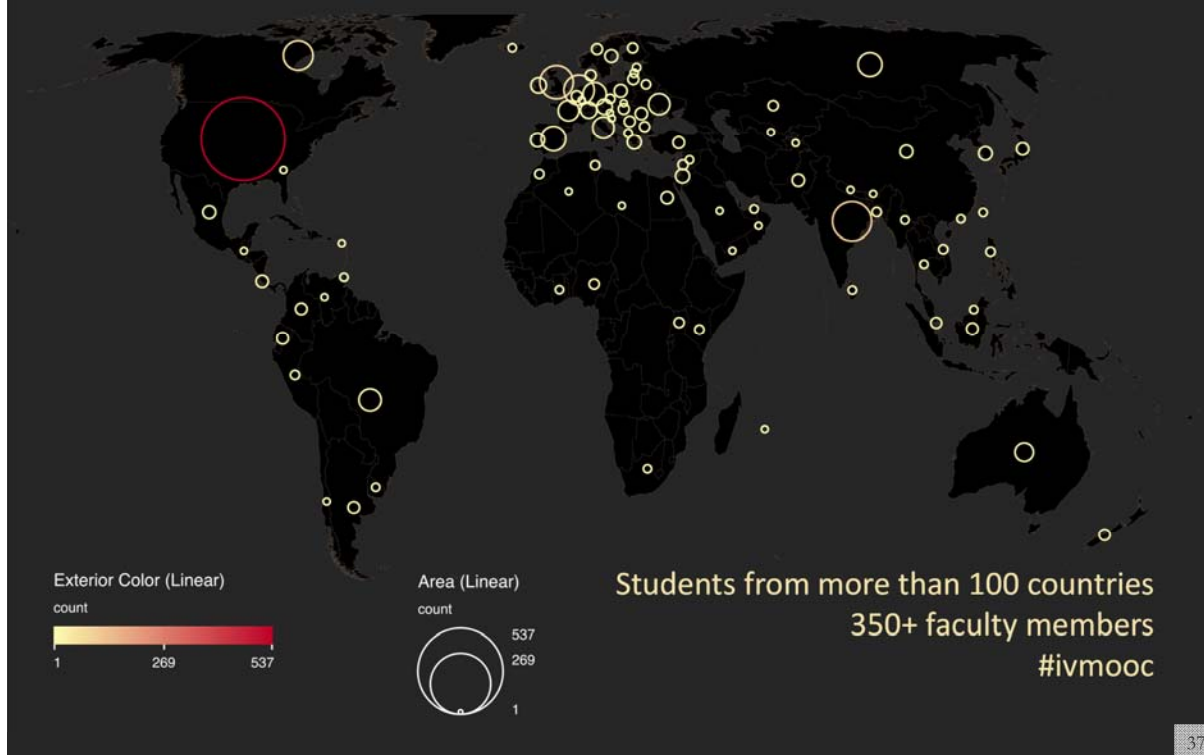 Exterior Color (Linear)
count
1 269 537
Area (Linear)
count
537
269
1
Students from more than 100 countries
350+ faculty members
#ivmooc
37